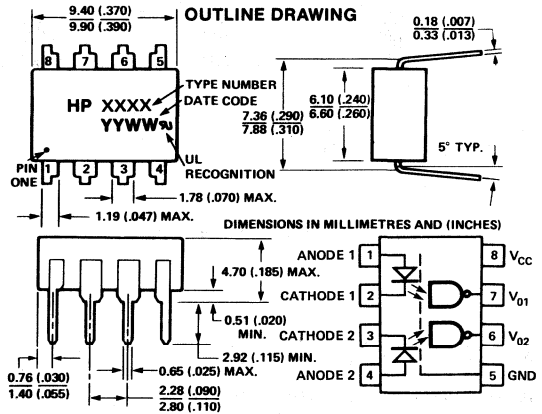 OUTLINE DRAWING
9.40 (.370)
9.90 (.390)
8 7 6 5
HP XXXX
YYWW
TYPE NUMBER
DATE CODE
UL
RECOGNITION
PIN
ONE
1 2 3 4
1.78 (.070) MAX.
1.19 (.047) MAX.
0.18 (.007)
0.33 (.013)
7.36 (.290)
7.88 (.310)
6.10 (.240)
6.60 (.260)
5° TYP.
DIMENSIONS IN MILLIMETRES AND (INCHES)
4.70 (.185) MAX.
0.51 (.020)
MIN.
2.92 (.115) MIN.
0.76 (.030)
1.40 (.055)
0.65 (.025) MAX.
2.28 (.090)
2.80 (.110)
ANODE 1 1 8 VCC
CATHODE 1 2 7 V01
CATHODE 2 3 6 V02
ANODE 2 4 5 GND